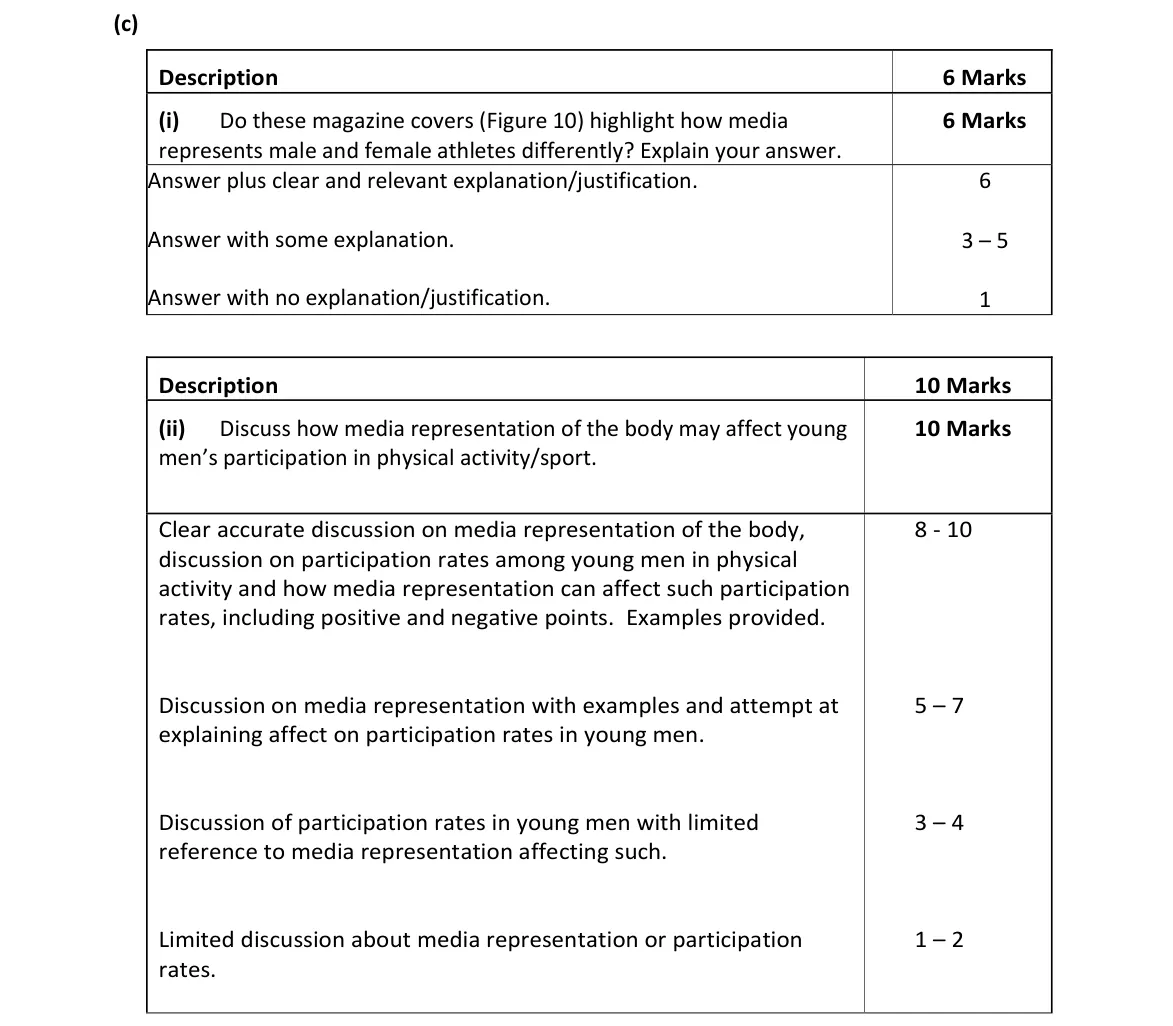 (c)
Description 6 Marks
(i) Do these magazine covers (Figure 10) highlight how media 6 Marks
represents male and female athletes differently? Explain your answer.
Answer plus clear and relevant explanation/justification. 6
Answer with some explanation. 3 – 5
Answer with no explanation/justification. 1
Description 10 Marks
(ii) Discuss how media representation of the body may affect young 10 Marks
men’s participation in physical activity/sport.
Clear accurate discussion on media representation of the body, 8 - 10
discussion on participation rates among young men in physical
activity and how media representation can affect such participation
rates, including positive and negative points.  Examples provided.
Discussion on media representation with examples and attempt at 5 – 7
explaining affect on participation rates in young men.
Discussion of participation rates in young men with limited 3 – 4
reference to media representation affecting such.
Limited discussion about media representation or participation 1 – 2
rates.